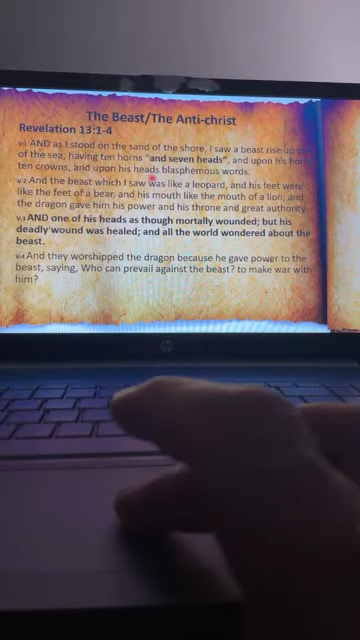 The Beast/The Anti-christ
Revelation 13:1-4
v:1 AND as I stood on the sand of the shore, I saw a beast rise up
of the sea, having ten horns "and seven heads", and upon his
ten crowns, and upon his heads blasphemous words.
v:2 And the beast which I saw was like a leopard, and his feet were
like the feet of a bear, and his mouth like the mouth of a lion; and
the dragon gave him his power and his throne and great authority
v:3 AND one of his heads as though mortally wounded; but his
deadly wound was healed; and all the world wondered about the
beast.
v:4 And they worshipped the dragon because he gave power to the
beast, saying, Who can prevail against the beast? to make war with
him?
hp